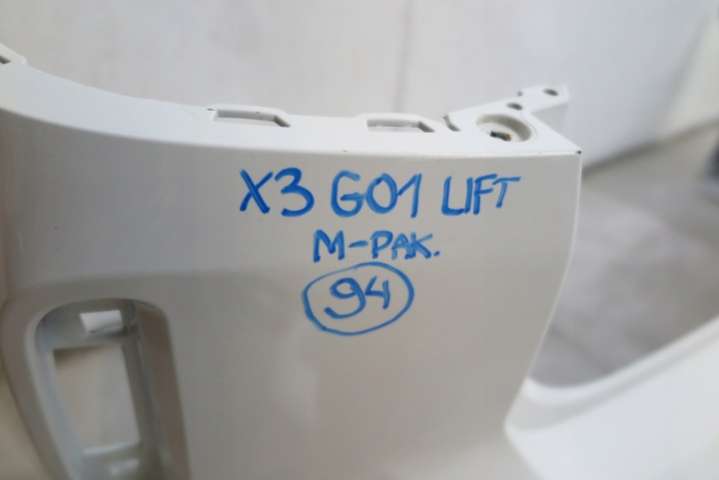 X3 G01 LIFT
M-PAK.
94